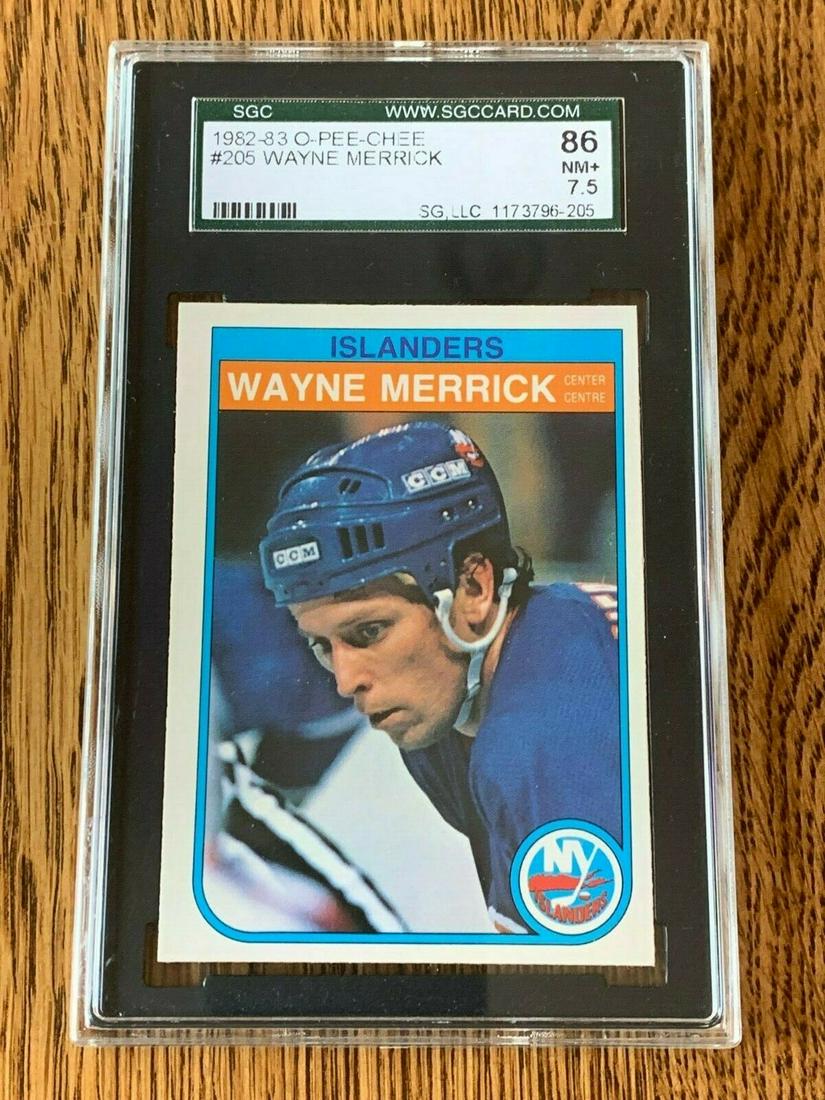 SGC WWW.SGCCARD.COM
1982-83 O-PEE-CHEE 86
#205 WAYNE MERRICK NM+
7.5
SG, LLC 1173796-205
ISLANDERS
WAYNE MERRICK CENTER
CENTRE
CCM
CCM
NY
ISLANDERS